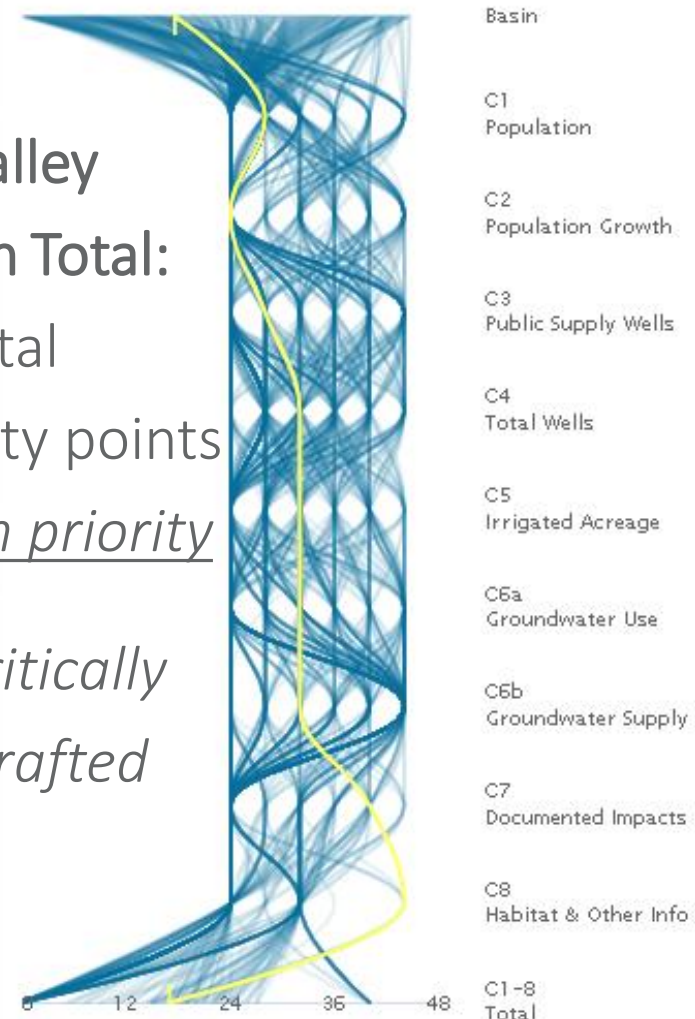 alley
n Total:
tal
ty points
n priority
ritically
rafted
Basin
C1
Population
C2
Population Growth
C3
Public Supply Wells
C4
Total Wells
C5
Irrigated Acreage
C6a
Groundwater Use
C6b
Groundwater Supply
C7
Documented Impacts
C8
Habitat & Other Info
C1-8
Total
0 12 24 36 48